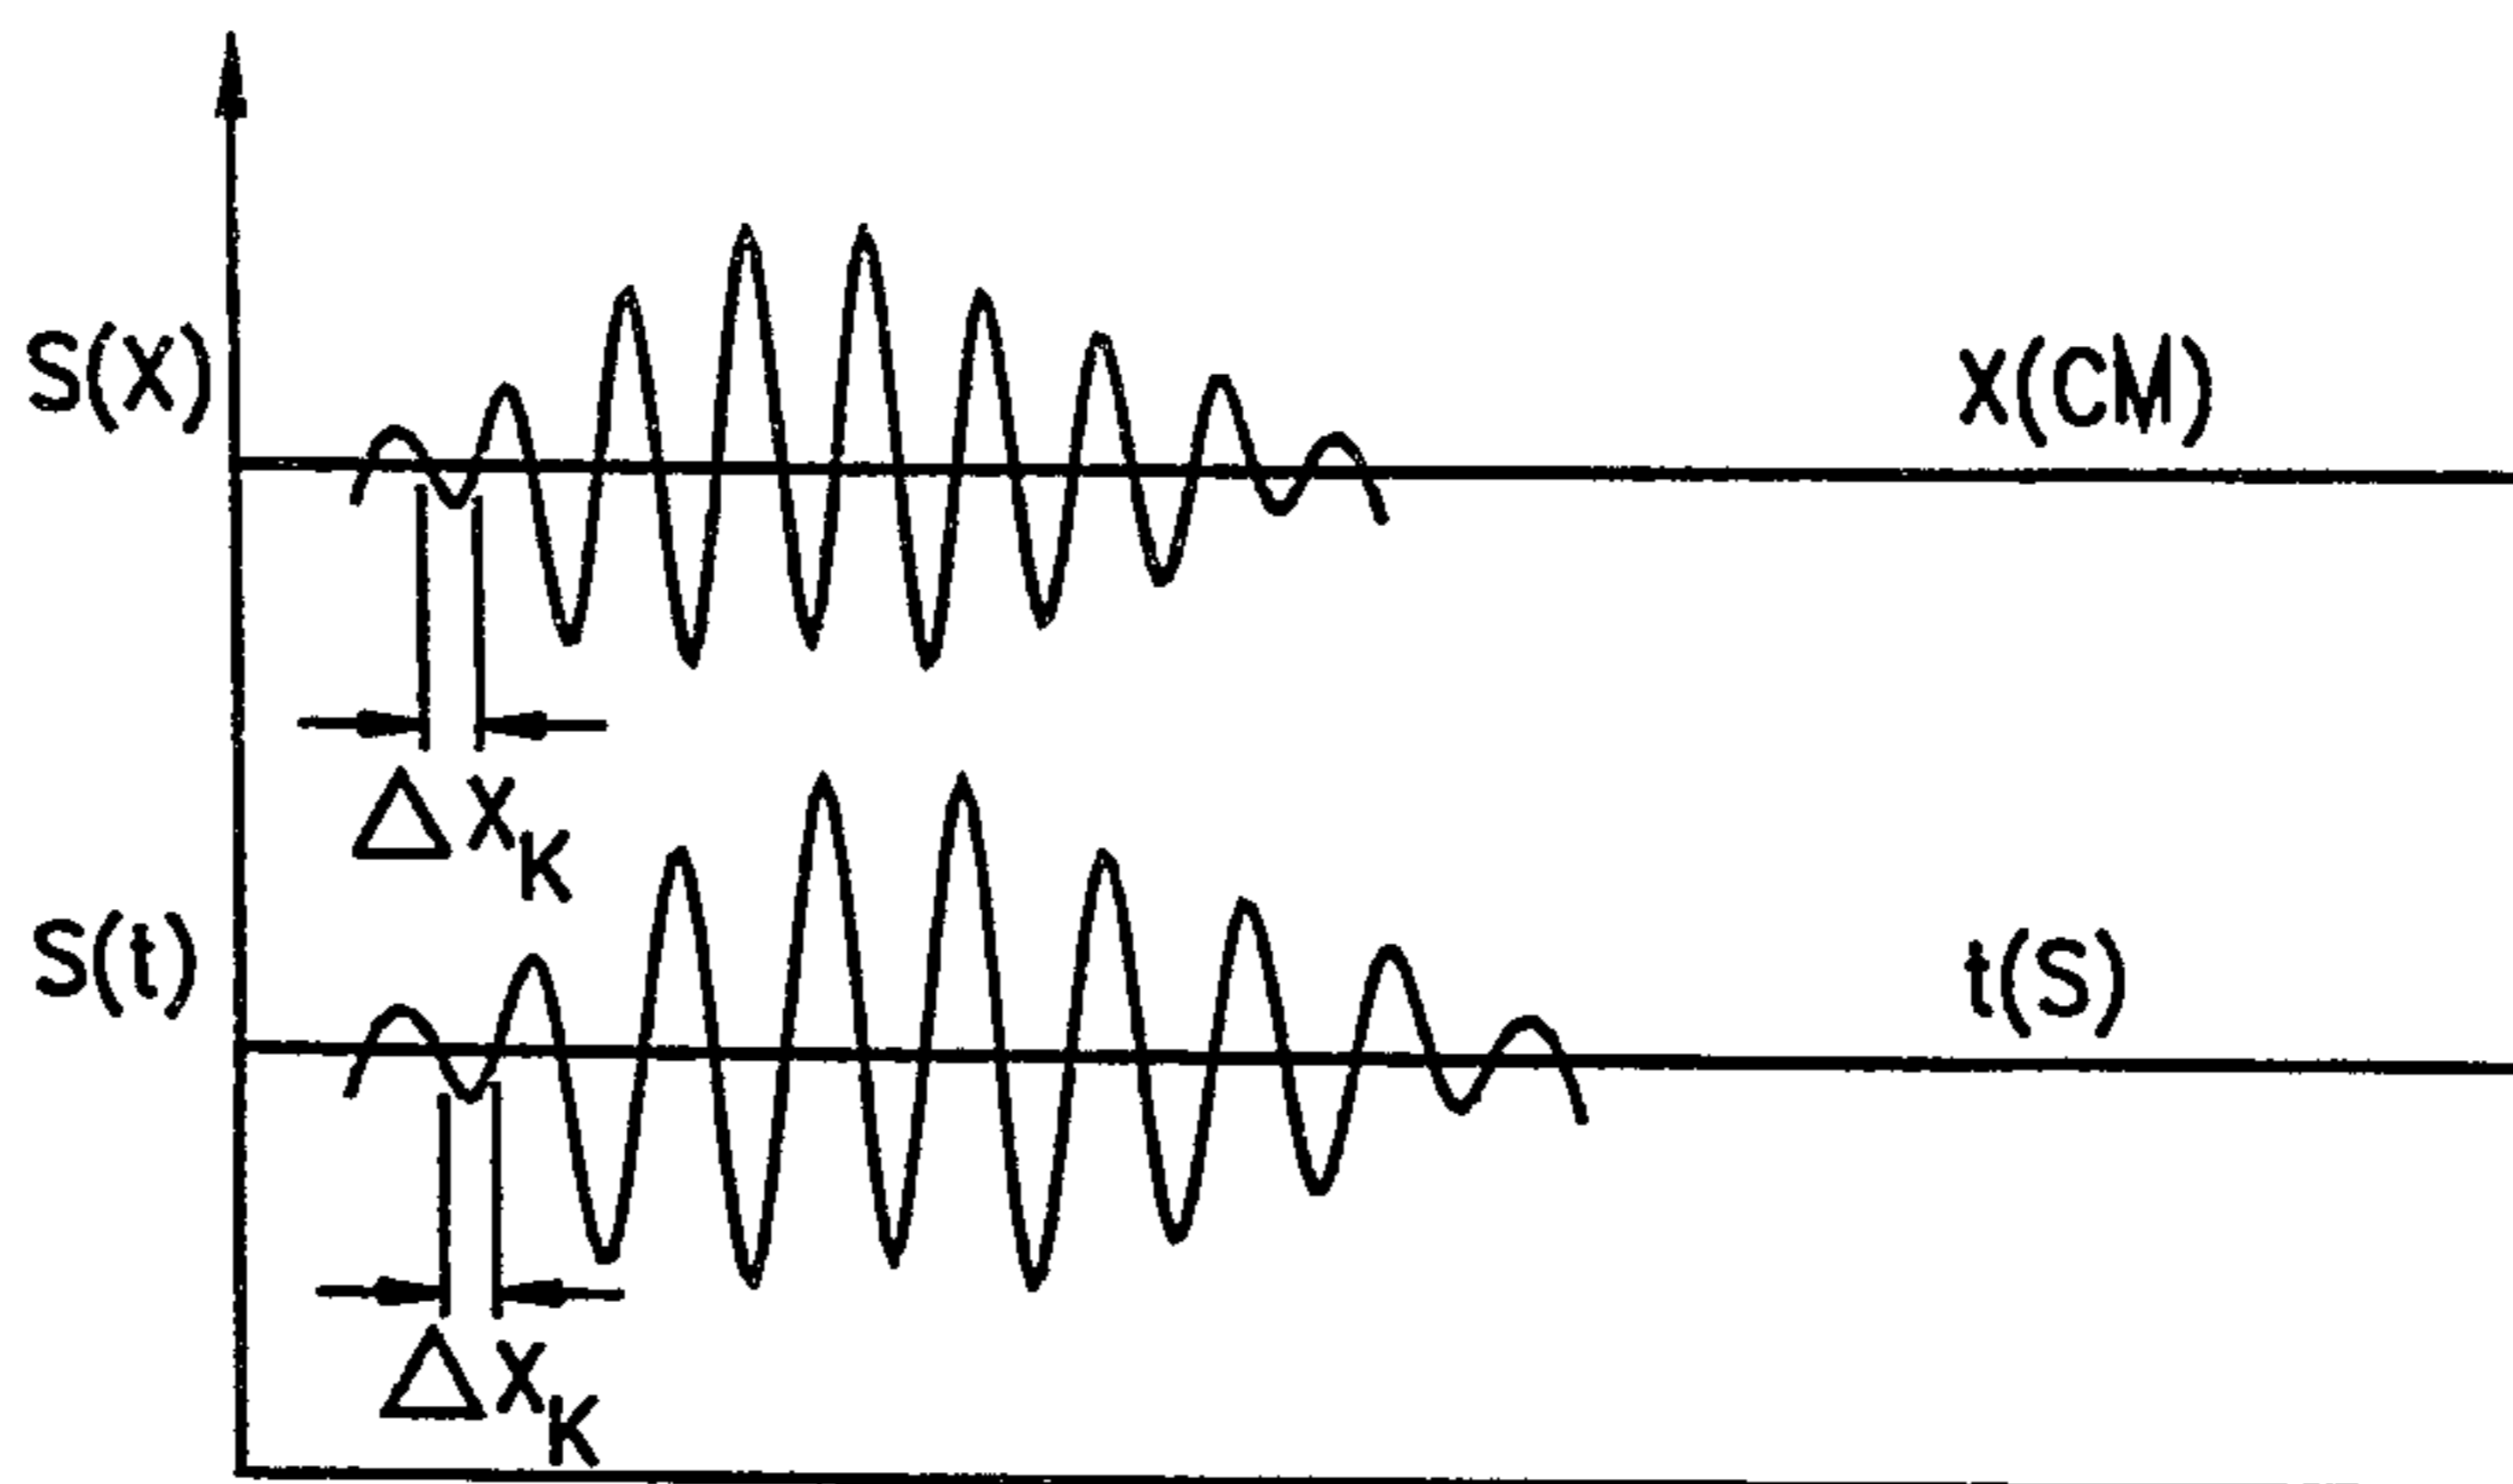 S(X)
X(CM)
ΔX_K
S(t)
t(S)
ΔX_K